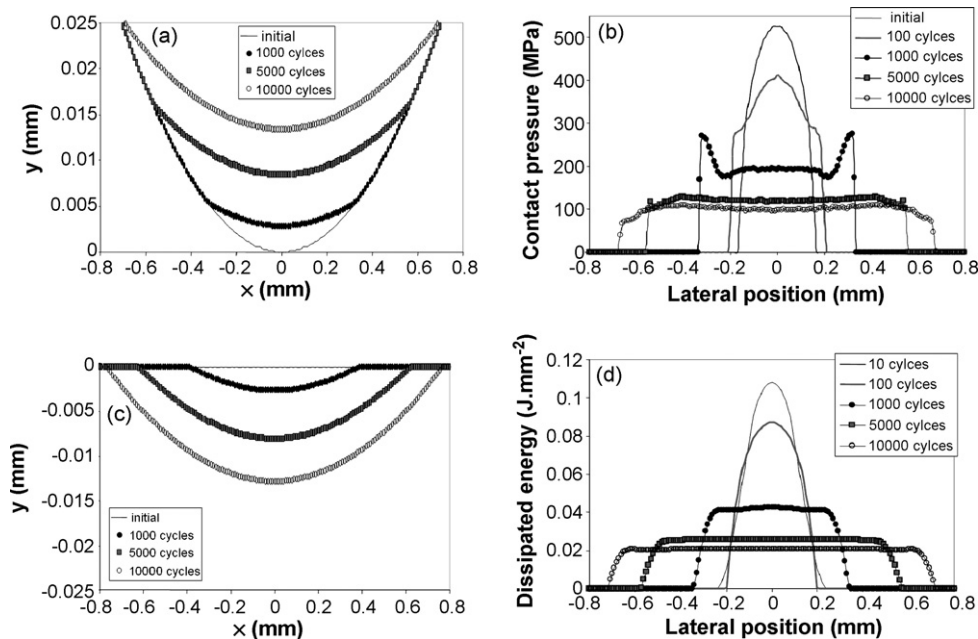 (a)
initial
1000 cylces
5000 cylces
10000 cylces
0.025
0.02
0.015
0.01
0.005
0
y (mm)
-0.8 -0.6 -0.4 -0.2 0 0.2 0.4 0.6 0.8
x (mm)
(b)
initial
100 cylces
1000 cylces
5000 cylces
10000 cylces
500
400
300
200
100
0
Contact pressure (MPa)
-0.8 -0.6 -0.4 -0.2 0 0.2 0.4 0.6 0.8
Lateral position (mm)
(c)
0
-0.005
-0.01
-0.015
-0.02
-0.025
y (mm)
initial
1000 cycles
5000 cycles
10000 cycles
-0.8 -0.6 -0.4 -0.2 0 0.2 0.4 0.6 0.8
x (mm)
(d)
10 cylces
100 cylces
1000 cylces
5000 cylces
10000 cylces
0.12
0.1
0.08
0.06
0.04
0.02
0
Dissipated energy (J.mm-2)
-0.8 -0.6 -0.4 -0.2 0 0.2 0.4 0.6 0.8
Lateral position (mm)